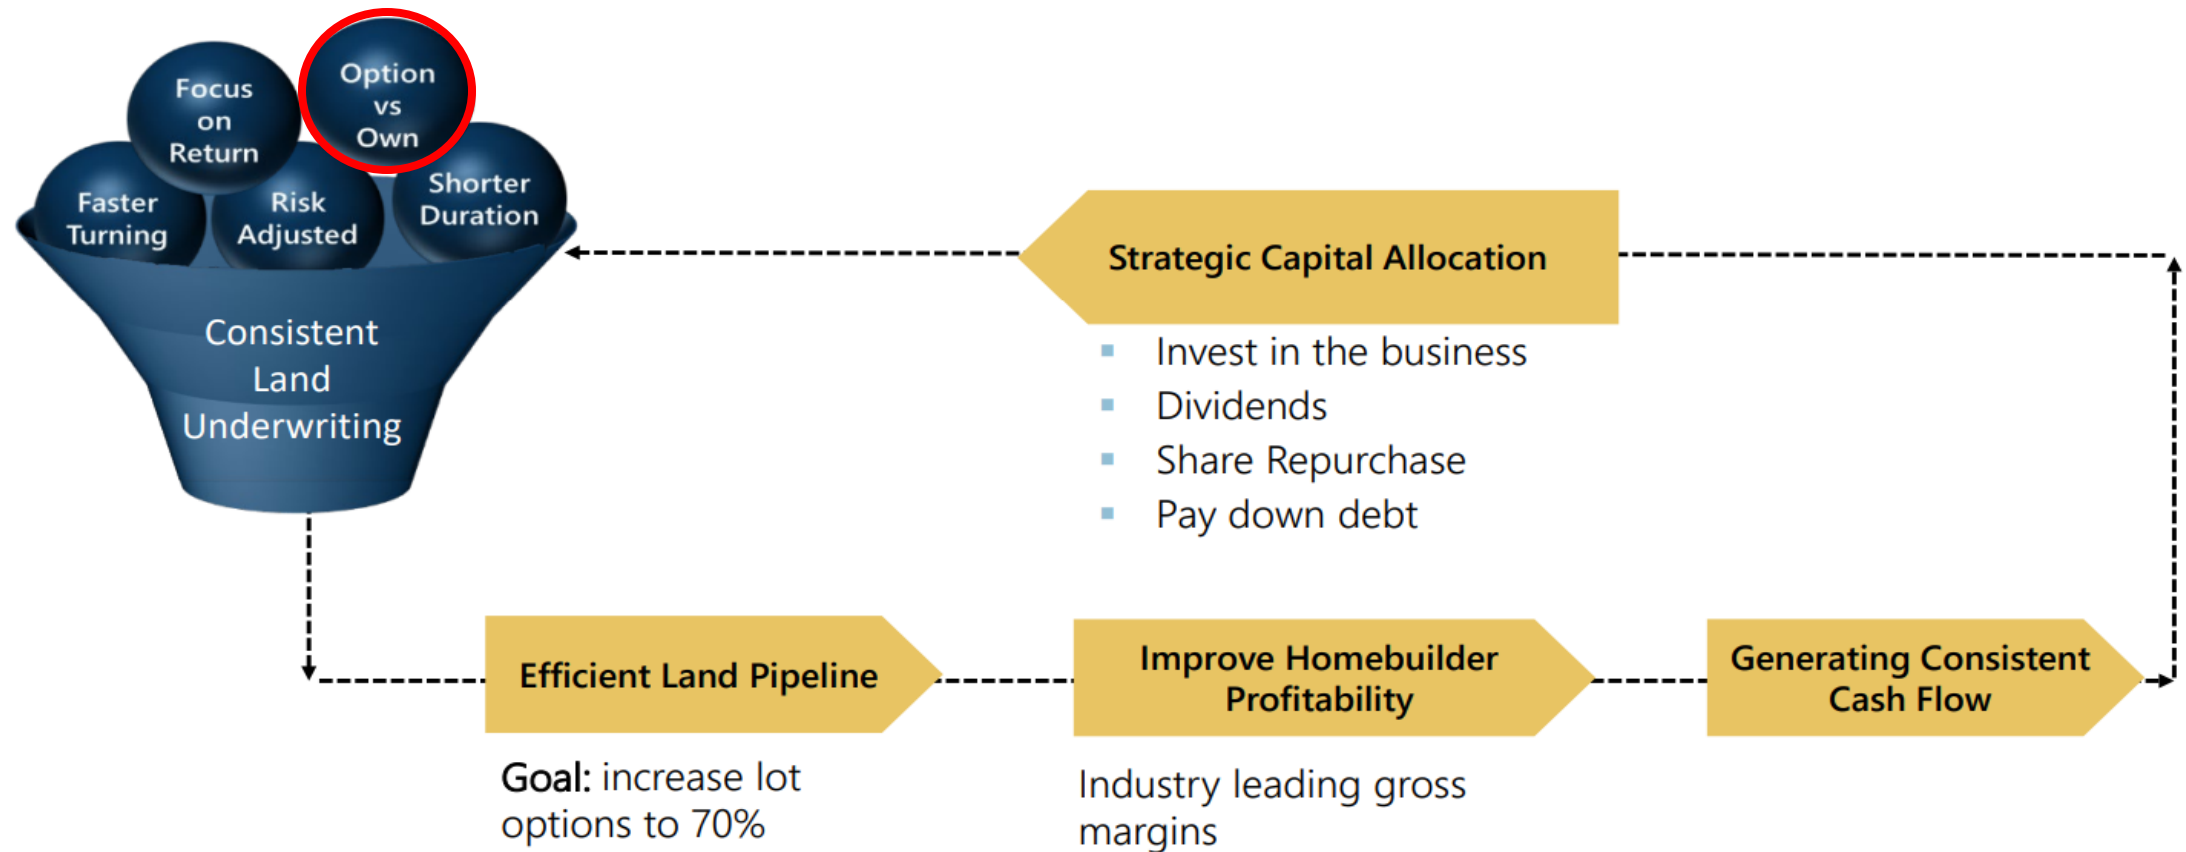 Focus
on
Return
Option
vs
Own
Faster
Turning
Risk
Adjusted
Shorter
Duration
Consistent
Land
Underwriting
Strategic Capital Allocation
▪ Invest in the business
▪ Dividends
▪ Share Repurchase
▪ Pay down debt
Efficient Land Pipeline
Goal: increase lot
options to 70%
Improve Homebuilder
Profitability
Industry leading gross
margins
Generating Consistent
Cash Flow